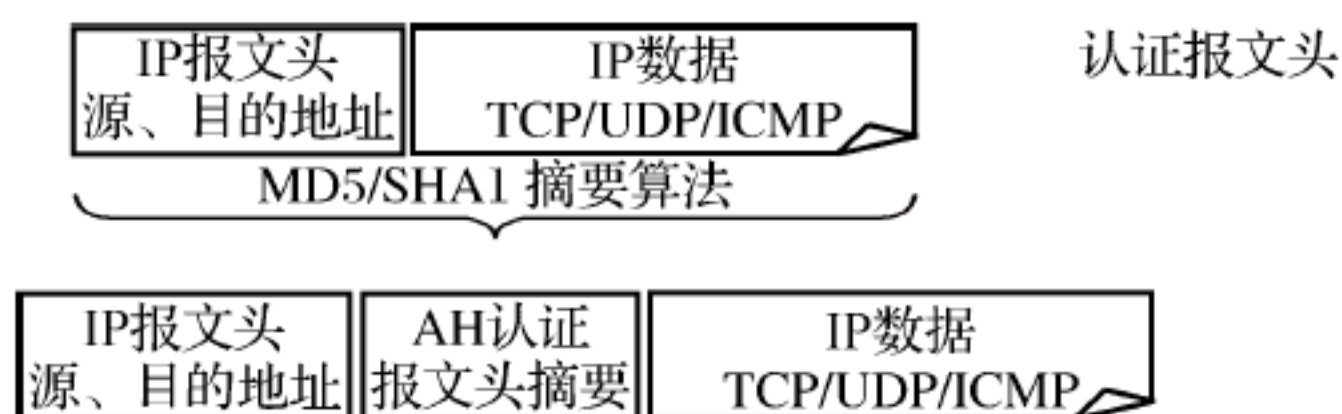 IP报文头
源、目的地址
IP数据
TCP/UDP/ICMP
认证报文头
MD5/SHA1 摘要算法
IP报文头
源、目的地址
AH认证
报文头摘要
IP数据
TCP/UDP/ICMP